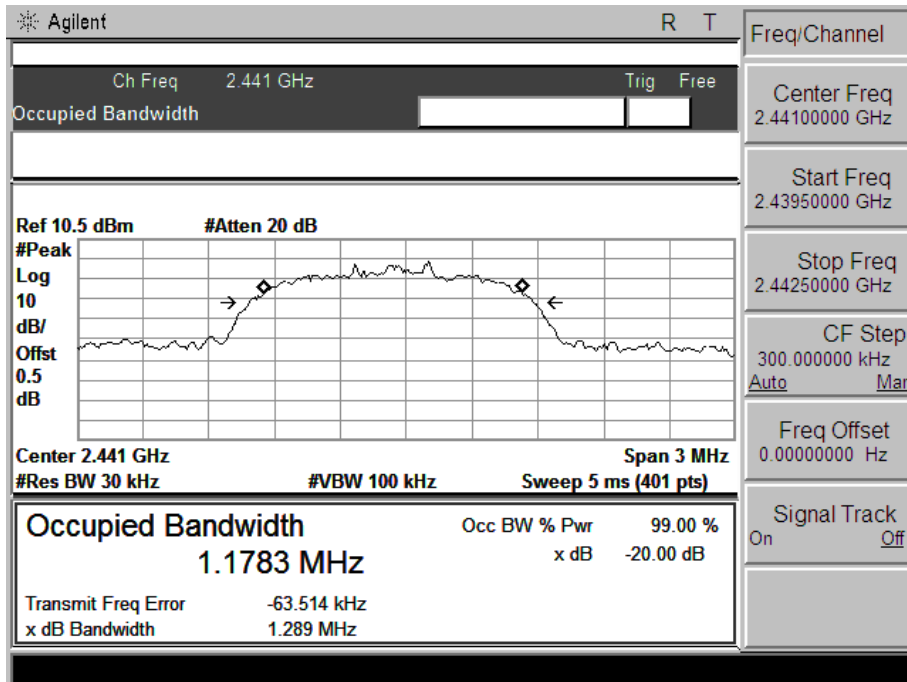 Agilent R T
Ch Freq 2.441 GHz Trig Free
Occupied Bandwidth
Ref 10.5 dBm #Atten 20 dB
#Peak
Log
10
dB/
Offst
0.5
dB
Center 2.441 GHz Span 3 MHz
#Res BW 30 kHz #VBW 100 kHz Sweep 5 ms (401 pts)
Occupied Bandwidth Occ BW % Pwr 99.00 %
1.1783 MHz x dB -20.00 dB
Transmit Freq Error -63.514 kHz
x dB Bandwidth 1.289 MHz
Freq/Channel
Center Freq
2.44100000 GHz
Start Freq
2.43950000 GHz
Stop Freq
2.44250000 GHz
CF Step
300.000000 kHz
Auto Man
Freq Offset
0.00000000 Hz
Signal Track
On Off